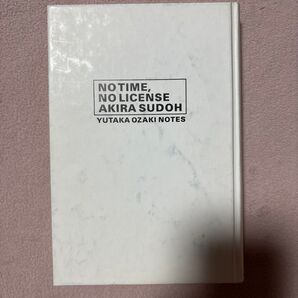 NO TIME,
NO LICENSE
AKIRA SUDOH
YUTAKA OZAKI NOTES